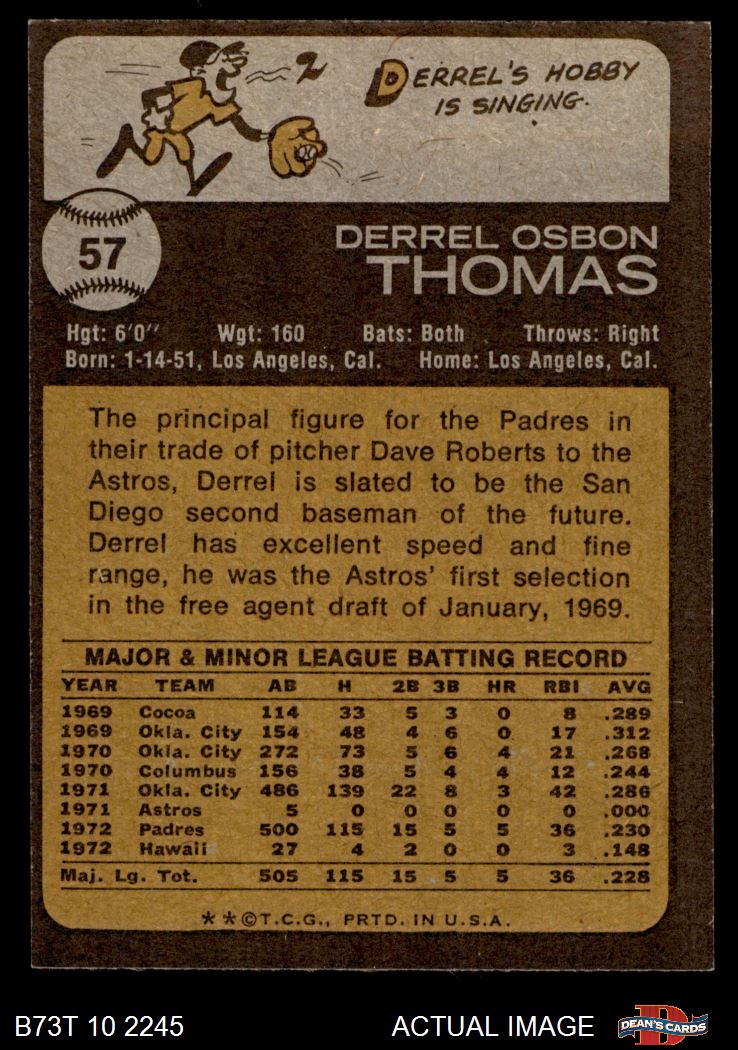 DERREL'S HOBBY
IS SINGING.
57
DERREL OSBON
THOMAS
Hgt: 6'0" Wgt: 160 Bats: Both Throws: Right
Born: 1-14-51, Los Angeles, Cal. Home: Los Angeles, Cal.
The principal figure for the Padres in
their trade of pitcher Dave Roberts to the
Astros, Derrel is slated to be the San
Diego second baseman of the future.
Derrel has excellent speed and fine
range, he was the Astros' first selection
in the free agent draft of January, 1969.
MAJOR & MINOR LEAGUE BATTING RECORD
YEAR TEAM AB H 2B 3B HR RBI AVG
1969 Cocoa 114 33 5 3 0 8 .289
1969 Okla. City 154 48 4 6 0 17 .312
1970 Okla. City 272 73 5 6 4 21 .268
1970 Columbus 156 38 5 4 4 12 .244
1971 Okla. City 486 139 22 8 3 42 .286
1971 Astros 5 0 0 0 0 0 .000
1972 Padres 500 115 15 5 5 36 .230
1972 Hawaii 27 4 2 0 0 3 .148
Maj. Lg. Tot. 505 115 15 5 5 36 .228
**©T.C.G., PRTD. IN U.S.A.
B73T 10 2245 ACTUAL IMAGE DEAN'S CARDS